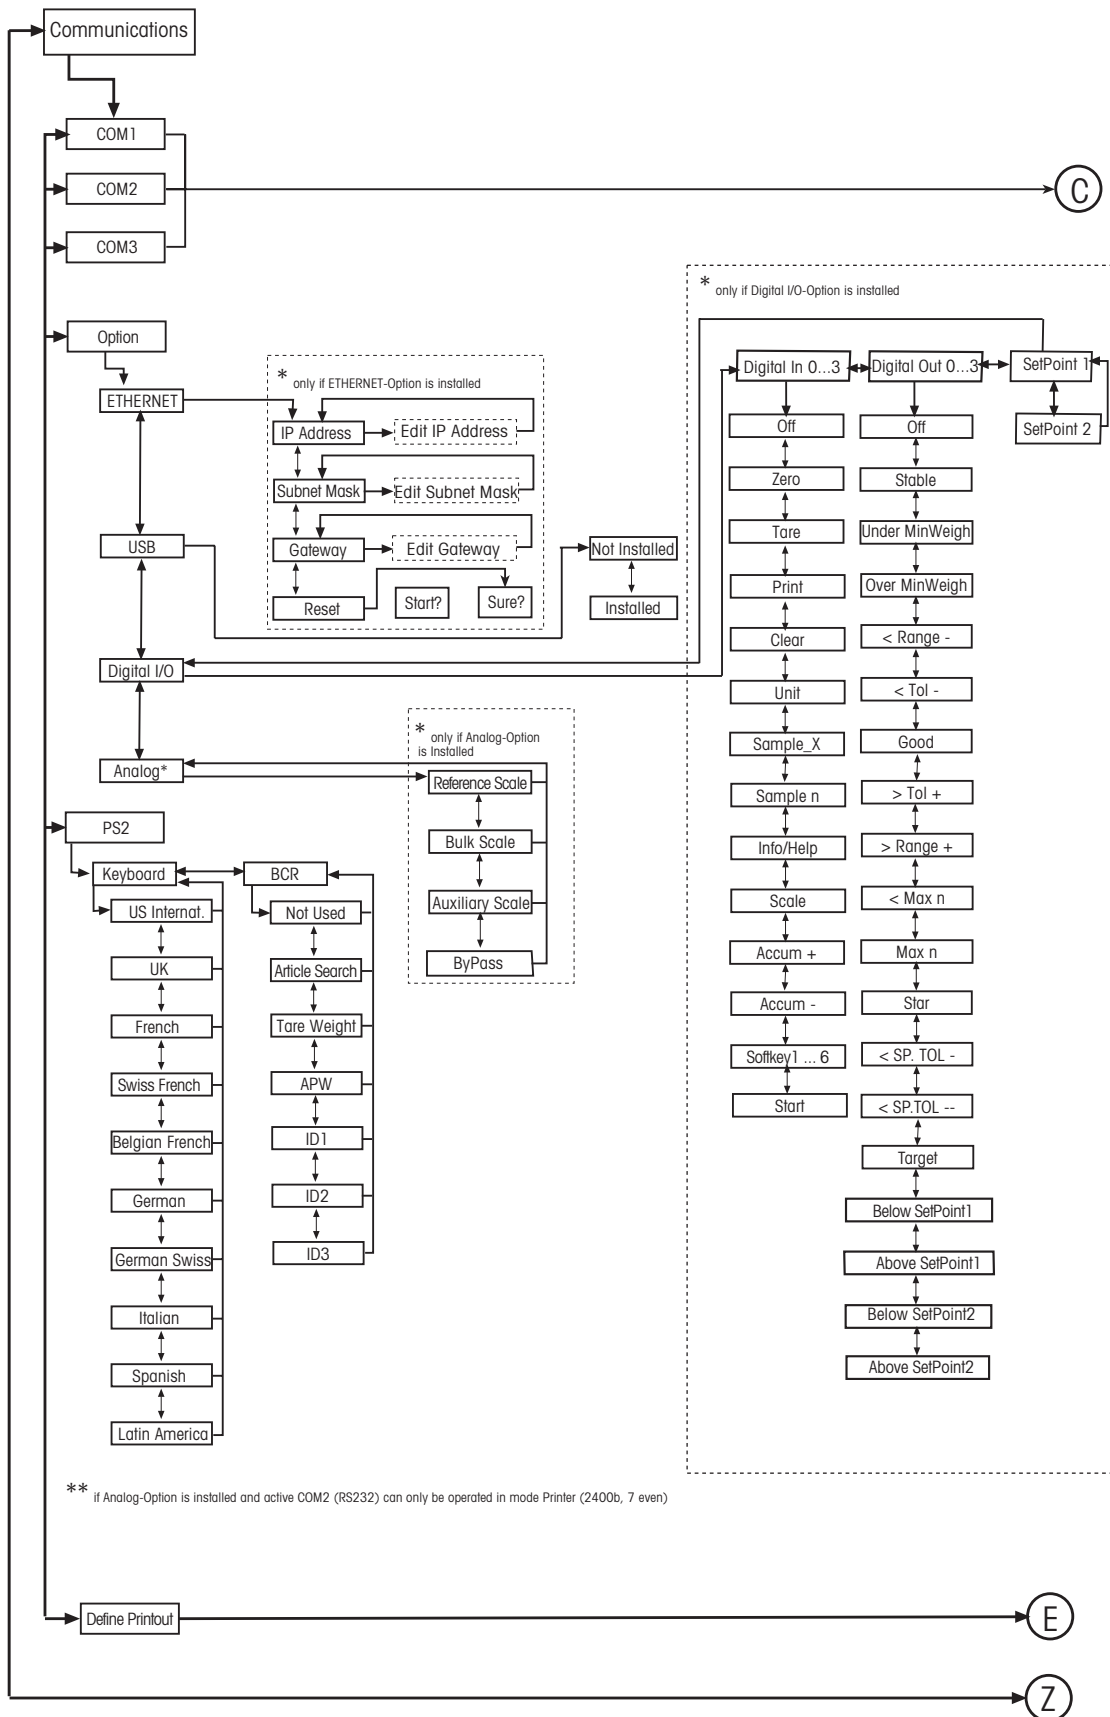 Communications
COM1
COM2
C
COM3
* only if Digital I/O-Option is installed
Option
ETHERNET
* only if ETHERNET-Option is installed
IP Address
Edit IP Address
Subnet Mask
Edit Subnet Mask
Gateway
Edit Gateway
Reset
Start?
Sure?
USB
Not Installed
Installed
Digital I/O
Digital In 0...3
Digital Out 0...3
SetPoint 1
SetPoint 2
Off
Zero
Tare
Print
Clear
Unit
Sample_X
Sample n
Info/Help
Scale
Accum +
Accum -
Softkey1 ... 6
Start
Off
Stable
Under MinWeigh
Over MinWeigh
< Range -
< Tol -
Good
> Tol +
> Range +
< Max n
Max n
Star
< SP. TOL -
< SP.TOL --
Target
Below SetPoint1
Above SetPoint1
Below SetPoint2
Above SetPoint2
Analog*
* only if Analog-Option
is Installed
Reference Scale
Bulk Scale
Auxiliary Scale
ByPass
PS2
Keyboard
BCR
US Internat.
UK
French
Swiss French
Belgian French
German
German Swiss
Italian
Spanish
Latin America
Not Used
Article Search
Tare Weight
APW
ID1
ID2
ID3
** if Analog-Option is installed and active COM2 (RS232) can only be operated in mode Printer (2400b, 7 even)
Define Printout
E
Z